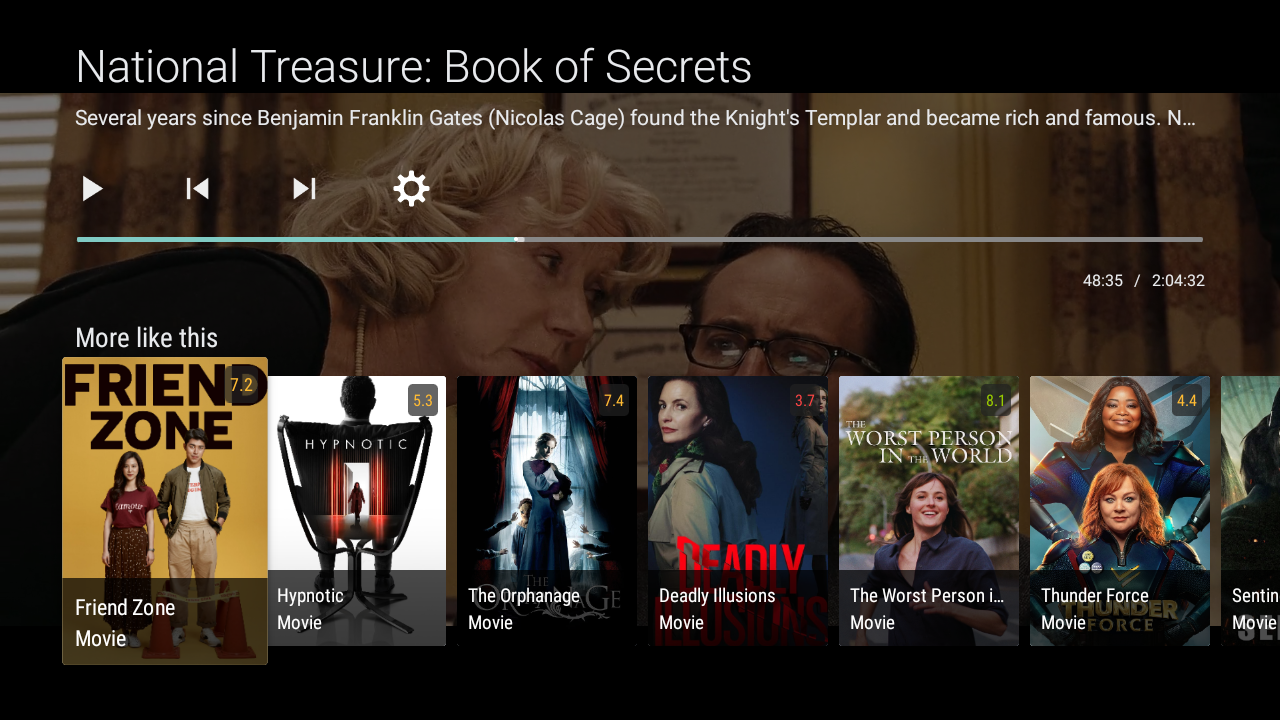 National Treasure: Book of Secrets
Several years since Benjamin Franklin Gates (Nicolas Cage) found the Knight's Templar and became rich and famous. N...
48:35 / 2:04:32
More like this
FRIEND
ZONE
7.2
Friend Zone
Movie
5.3
HYPNOTIC
Hypnotic
Movie
7.4
THE
ORPHANAGE
The Orphanage
Movie
3.7
DEADLY
ILLUSIONS
Deadly Illusions
Movie
8.1
THE
WORST PERSON
IN THE WORLD
The Worst Person i...
Movie
4.4
THUNDER
FORCE
Thunder Force
Movie
Sentin
Movie